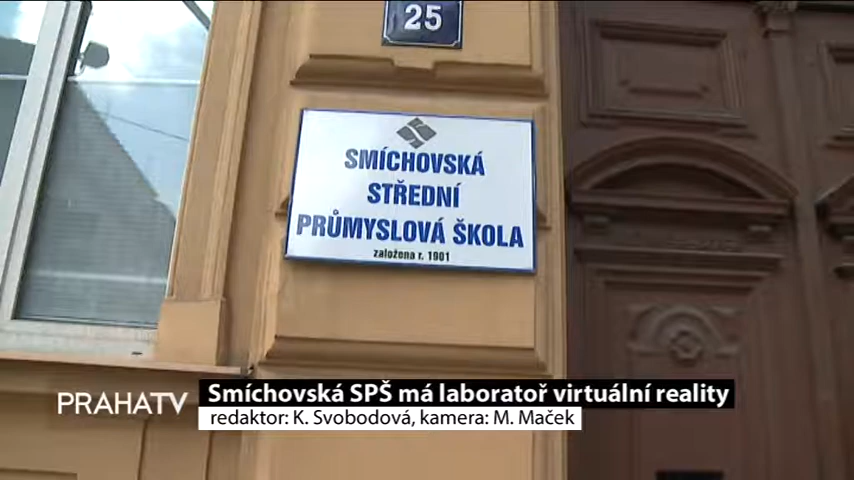 25
SMÍCHOVSKÁ
STŘEDNÍ
PRŮMYSLOVÁ ŠKOLA
založena r. 1901
PRAHATV
Smíchovská SPŠ má laboratoř virtuální reality
redaktor: K. Svobodová, kamera: M. Maček